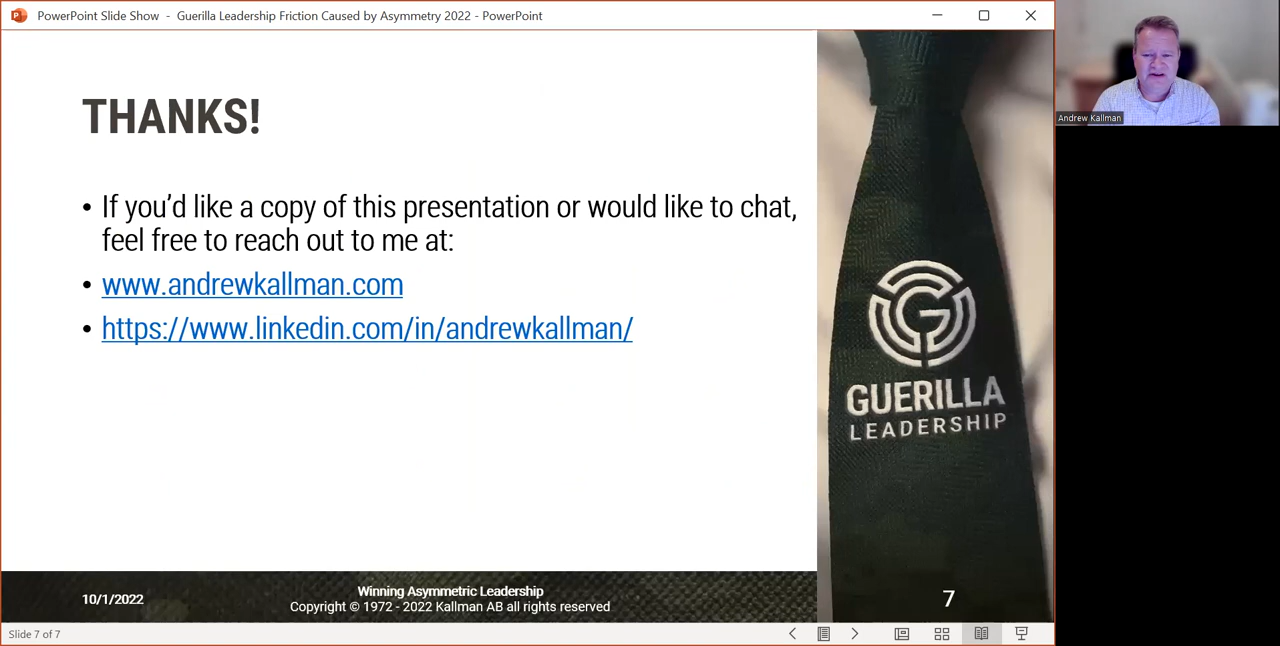 PowerPoint Slide Show - Guerilla Leadership Friction Caused by Asymmetry 2022 - PowerPoint
THANKS!
• If you’d like a copy of this presentation or would like to chat,
feel free to reach out to me at:
• www.andrewkallman.com
• https://www.linkedin.com/in/andrewkallman/
G
GUERILLA
LEADERSHIP
10/1/2022
Winning Asymmetric Leadership
Copyright © 1972 - 2022 Kallman AB all rights reserved
7
Slide 7 of 7
Andrew Kallman